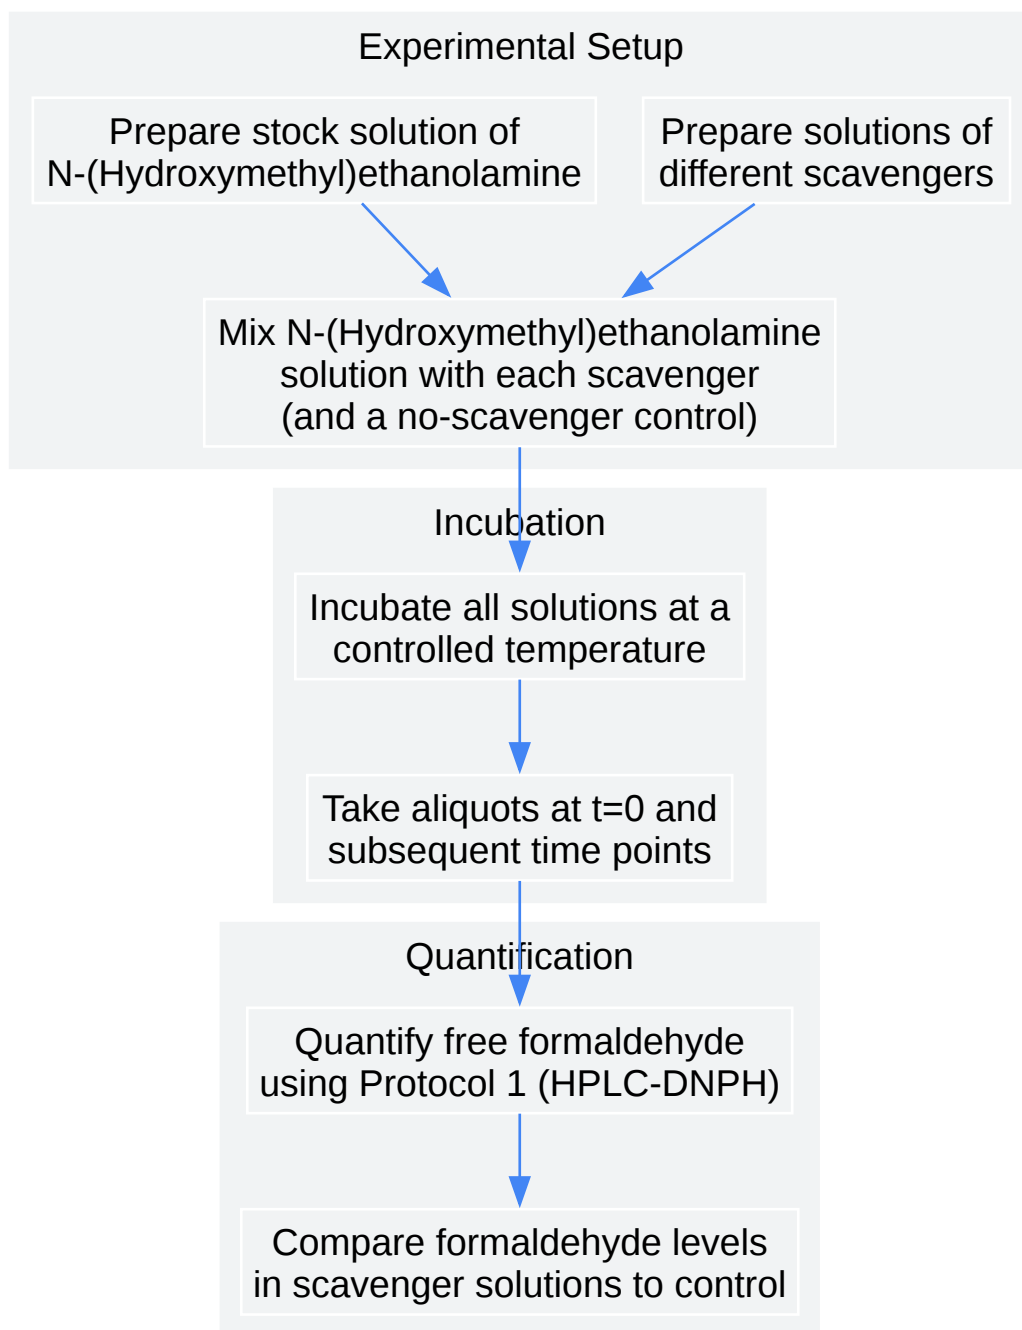 Experimental Setup
Prepare stock solution of
N-(Hydroxymethyl)ethanolamine
Prepare solutions of
different scavengers
Mix N-(Hydroxymethyl)ethanolamine
solution with each scavenger
(and a no-scavenger control)
Incubation
Incubate all solutions at a
controlled temperature
Take aliquots at t=0 and
subsequent time points
Quantification
Quantify free formaldehyde
using Protocol 1 (HPLC-DNPH)
Compare formaldehyde levels
in scavenger solutions to control